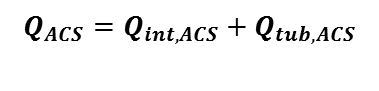 Q_ACS = Q_int,ACS + Q_tub,ACS